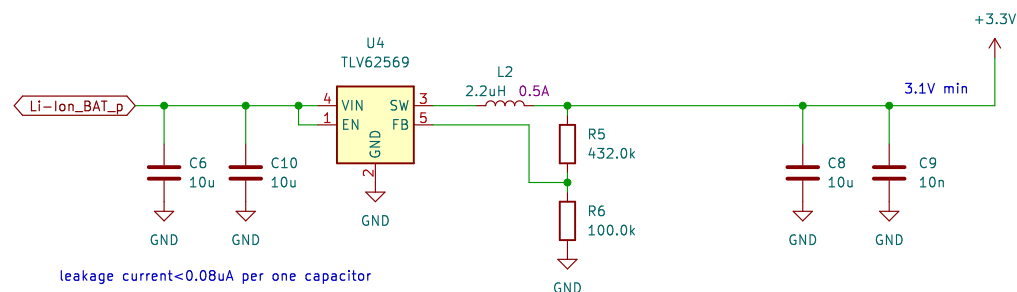 +3.3V
U4
TLV62569
L2
2.2uH 0.5A
3.1V min
Li-Ion_BAT_p
4 VIN SW 3
1 EN FB 5
GND
2
R5
432.0k
C6
10u
C10
10u
C8
10u
C9
10n
R6
100.0k
GND
GND
GND
GND
GND
GND
leakage current<0.08uA per one capacitor